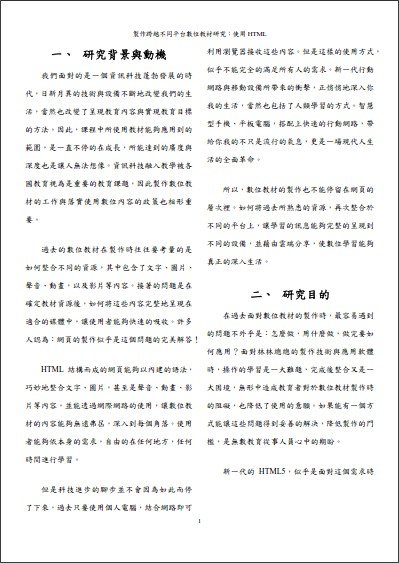 製作跨越不同平台數位教材研究：使用 HTML
一、 研究背景與動機
我們面對的是一個資訊科技蓬勃發展的時
代，日新月異的技術與設備不斷地改變我們的生
活，當然也改變了呈現教育內容與實現教育目標
的方法。因此，課程中所使用教材能夠應用到的
範圍，是一直不停的在成長，所能達到的廣度與
深度也是讓人無法想像。資訊科技融入教學被各
國教育視為是重要的教育課題，因此製作數位教
材的工作與落實使用數位內容的政策也相形重
要。
過去的數位教材在製作時往往要考量的是
如何整合不同的資源，其中包含了文字、圖片、
聲音、動畫，以及影片等內容。接著的問題是在
確定教材資源後，如何將這些內容完整地呈現在
適合的媒體中，讓使用者能夠快速的吸收。許多
人認為：網頁的製作似乎是這個問題的完美解答！
HTML 結構而成的網頁能夠以內建的語法，
巧妙地整合文字、圖片，甚至是聲音、動畫、影
片等內容，並能透過網際網路的使用，讓數位教
材的內容能夠無遠弗屆，深入到每個角落。使用
者能夠依本身的需求，自由的在任何地方，任何
時間進行學習。
但是科技進步的腳步並不會因為如此而停
了下來，過去只要使用個人電腦，結合網路即可
利用瀏覽器接收這些內容。但是這樣的使用方式，
似乎不能完全的滿足所有人的需求。新一代行動
網路與移動設備所帶來的衝擊，正悄悄地深入你
我的生活，當然也包括了人類學習的方式。智慧
型手機、平板電腦，搭配上快速的行動網路，帶
給你我的不只是流行的氣息，更是一場現代人生
活的全面革命。
所以，數位教材的製作也不能停留在網頁的
層次裡。如何將過去所熟悉的資源，再次整合於
不同的平台上，讓學習的訊息能夠完整的呈現到
不同的設備，並藉由雲端分享，使數位學習能夠
真正的深入生活。
二、 研究目的
在過去面對數位教材的製作時，最容易遇到
的問題不外乎是：怎麼做，用什麼做，做完要如
何應用？面對林林總總的製作技術與應用軟體
時，操作的學習是一大難題，完成後整合又是一
大困境，無形中造成教育者對於數位教材製作時
的阻礙，也降低了使用的意願。如果能有一個方
式能讓這些問題得到妥善的解決，降低製作的門
檻，是無數教育從事人員心中的期盼。
新一代的 HTML5，似乎是面對這個需求時
1